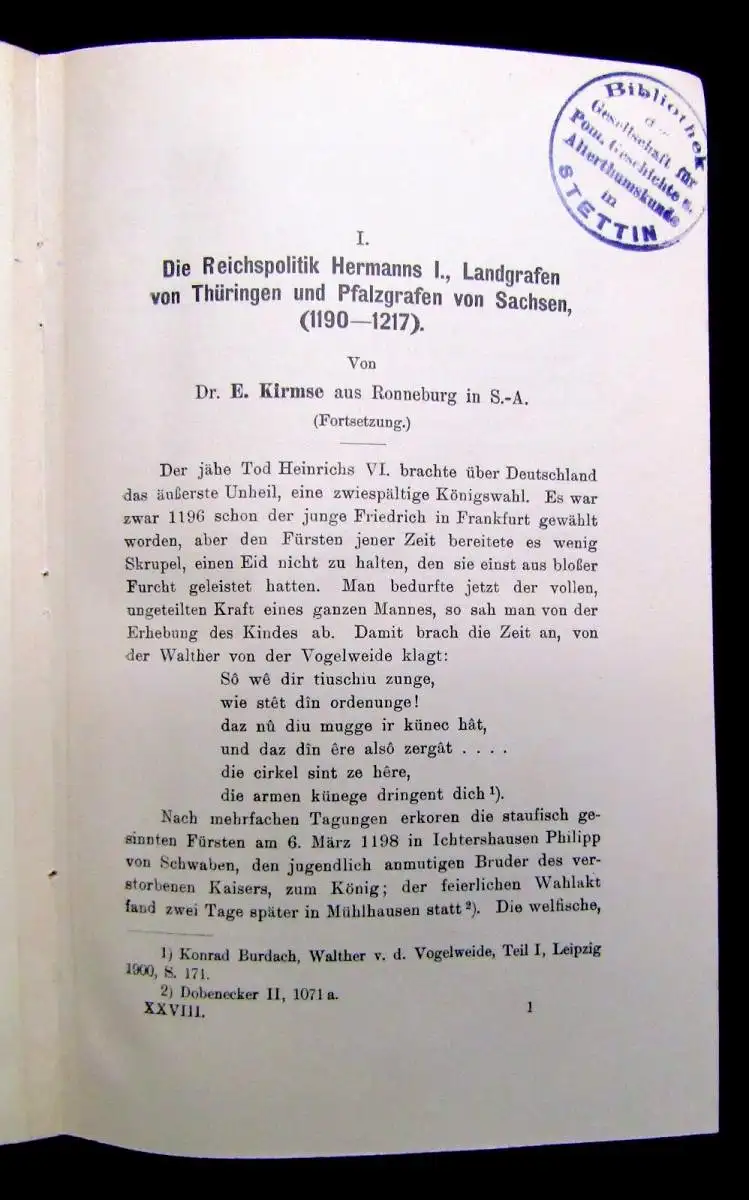 Bibliothek
d
Gesellschaft für
Pom. Geschichte u.
Alterthumskunde
in
STETTIN
I.
Die Reichspolitik Hermanns I., Landgrafen
von Thüringen und Pfalzgrafen von Sachsen,
(1190—1217).
Von
Dr. E. Kirmse aus Ronneburg in S.-A.
(Fortsetzung.)
Der jähe Tod Heinrichs VI. brachte über Deutschland
das äußerste Unheil, eine zwiespältige Königswahl. Es war
zwar 1196 schon der junge Friedrich in Frankfurt gewählt
worden, aber den Fürsten jener Zeit bereitete es wenig
Skrupel, einen Eid nicht zu halten, den sie einst aus bloßer
Furcht geleistet hatten. Man bedurfte jetzt der vollen,
ungeteilten Kraft eines ganzen Mannes, so sah man von der
Erhebung des Kindes ab. Damit brach die Zeit an, von
der Walther von der Vogelweide klagt:
Sô wê dir tiuschiu zunge,
wie stêt dîn ordenunge!
daz nû diu mugge ir künec hât,
und daz dîn êre alsô zergât . . . .
die cirkel sint ze hêre,
die armen künege dringent dich ¹).
Nach mehrfachen Tagungen erkoren die staufisch ge-
sinnten Fürsten am 6. März 1198 in Ichtershausen Philipp
von Schwaben, den jugendlich anmutigen Bruder des ver-
storbenen Kaisers, zum König; der feierlichen Wahlakt
fand zwei Tage später in Mühlhausen statt ²). Die welfische,
1) Konrad Burdach, Walther v. d. Vogelweide, Teil I, Leipzig
1900, S. 171.
2) Dobenecker II, 1071 a.
XXVIII. 1